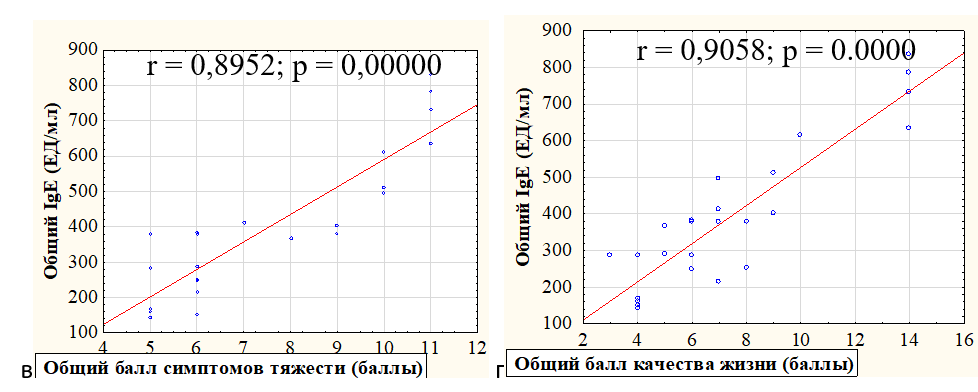 r = 0,8952; p = 0,00000
Общий IgE (ЕД/мл)
900
800
700
600
500
400
300
200
100
4 5 6 7 8 9 10 11 12
В Общий балл симптомов тяжести (баллы)
r = 0,9058; p = 0.0000
Общий IgE (ЕД/мл)
900
800
700
600
500
400
300
200
100
2 4 6 8 10 12 14 16
Г Общий балл качества жизни (баллы)